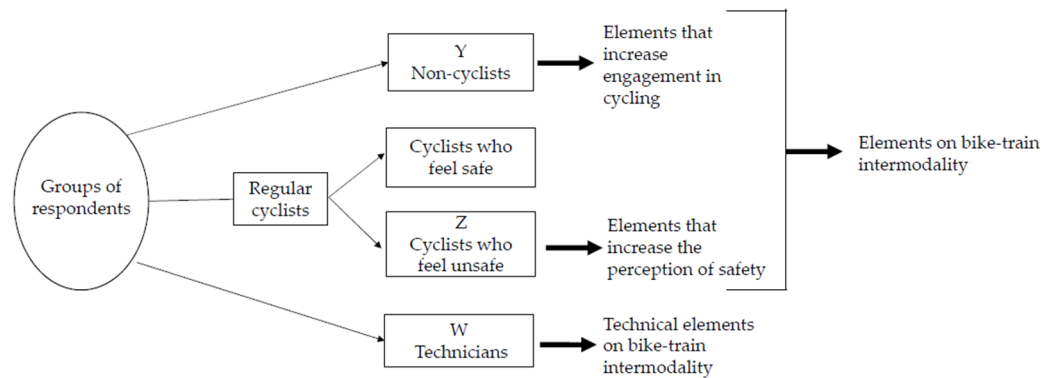 Groups of
respondents
Regular
cyclists
Y
Non-cyclists
Elements that
increase
engagement in
cycling
Cyclists who
feel safe
Z
Cyclists who
feel unsafe
Elements that
increase the
perception of safety
W
Technicians
Technical elements
on bike-train
intermodality
Elements on bike-train
intermodality